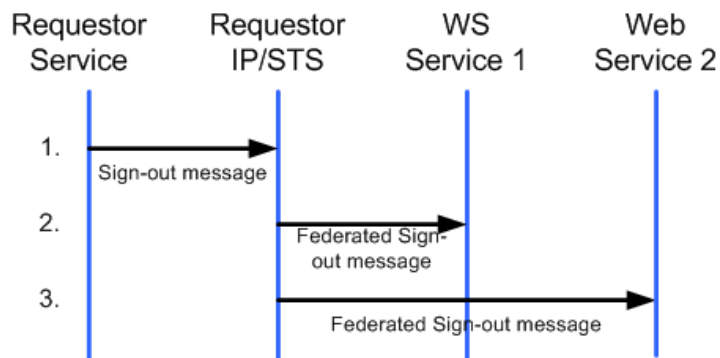 Requestor
Service
Requestor
IP/STS
WS
Service 1
Web
Service 2
1.
Sign-out message
2.
Federated Sign-
out message
3.
Federated Sign-out message